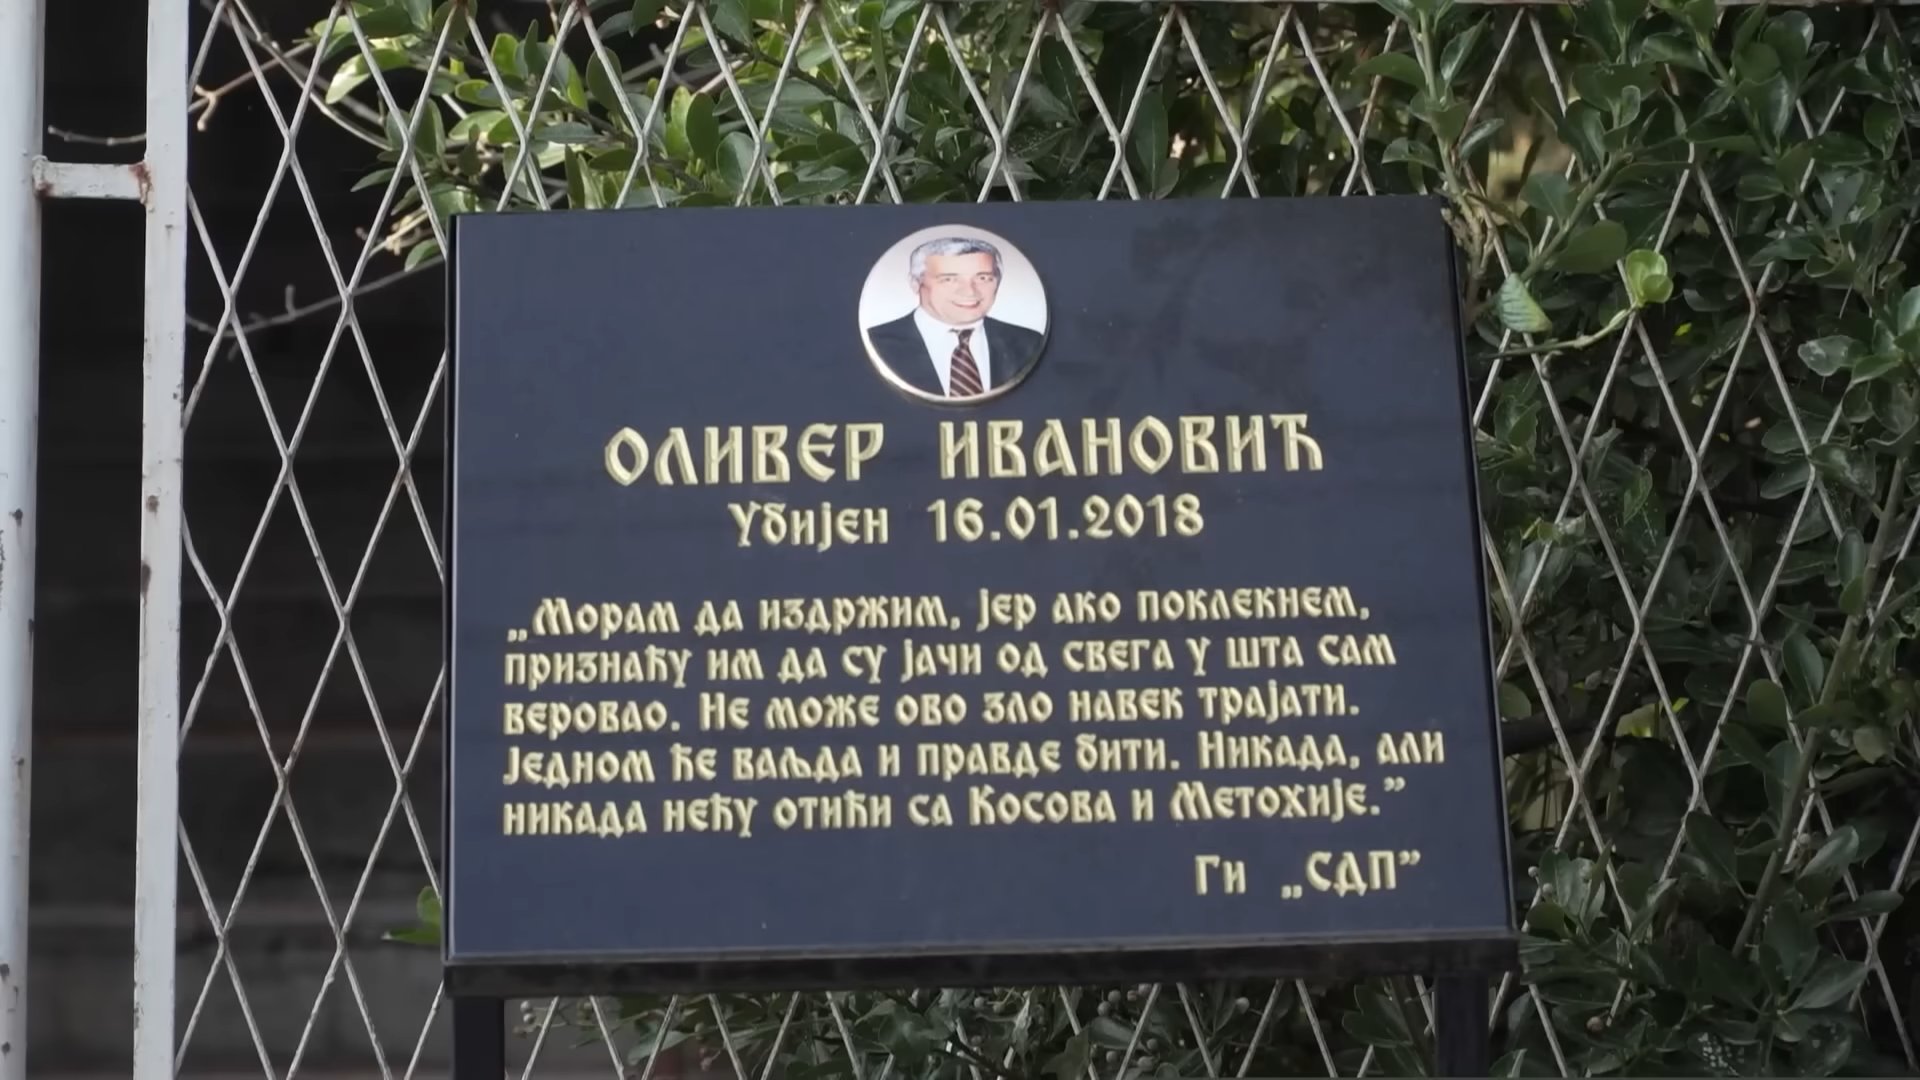 ОЛИВЕР ИВАНОВИЋ
Убијен 16.01.2018
„Морам да издржим, јер ако поклекнем,
признаћу им да су јачи од свега у шта сам
веровао. Не може ово зло навек трајати.
Једном ће ваљда и правде бити. Никада, али
никада нећу отићи са Косова и Метохије.”
Ги „СДП”